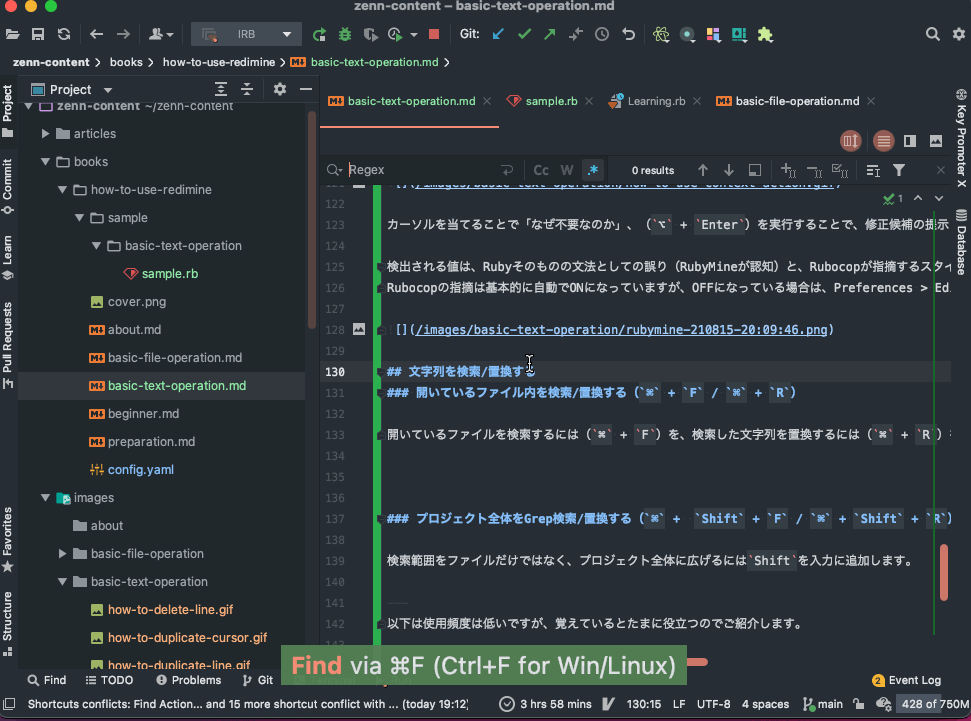 zenn-content – basic-text-operation.md
IRB
Git:
zenn-content > books > how-to-use-redimine > basic-text-operation.md >
Project
basic-text-operation.md
sample.rb
Learning.rb
basic-file-operation.md
Project
Commit
Learn
Pull Requests
Favorites
Structure
Key Promoter X
Database
zenn-content ~/zenn-content
articles
books
how-to-use-redimine
sample
basic-text-operation
sample.rb
cover.png
about.md
basic-file-operation.md
basic-text-operation.md
beginner.md
preparation.md
config.yaml
images
about
basic-file-operation
basic-text-operation
how-to-delete-line.gif
how-to-duplicate-cursor.gif
how-to-duplicate-line.gif
Regex
Cc W .* 0 results
1
[](/images/basic-text-operation/how-to-use-context-action.gif)
122
123 カーソルを当てることで「なぜ不要なのか」、（`⌥` + `Enter`）を実行することで、修正候補の提示
124
125 検出される値は、Rubyそのものの文法としての誤り（RubyMineが認知）と、Rubocopが指摘するスタイ
126 Rubocopの指摘は基本的に自動でONになっていますが、OFFになっている場合は、Preferences > Ed
127
128 [](/images/basic-text-operation/rubymine-210815-20:09:46.png)
129
130 ## 文字列を検索/置換する
131 ### 開いているファイル内を検索/置換する（`⌘` + `F` / `⌘` + `R`）
132
133 開いているファイルを検索するには（`⌘` + `F`）を、検索した文字列を置換するには（`⌘` + `R`）
134
135
136
137 ### プロジェクト全体をGrep検索/置換する（`⌘` + `Shift` + `F` / `⌘` + `Shift` + `R`）
138
139 検索範囲をファイルだけではなく、プロジェクト全体に広げるには`Shift`を入力に追加します。
140
141
142 以下は使用頻度は低いですが、覚えているとたまに役立つのでご紹介します。
143
Find via ⌘F (Ctrl+F for Win/Linux)
Find
TODO
Problems
Git
2 Event Log
Shortcuts conflicts: Find Action... and 15 more shortcut conflict with ... (today 19:12)
3 hrs 58 mins
130:15 LF UTF-8 4 spaces main
428 of 750M